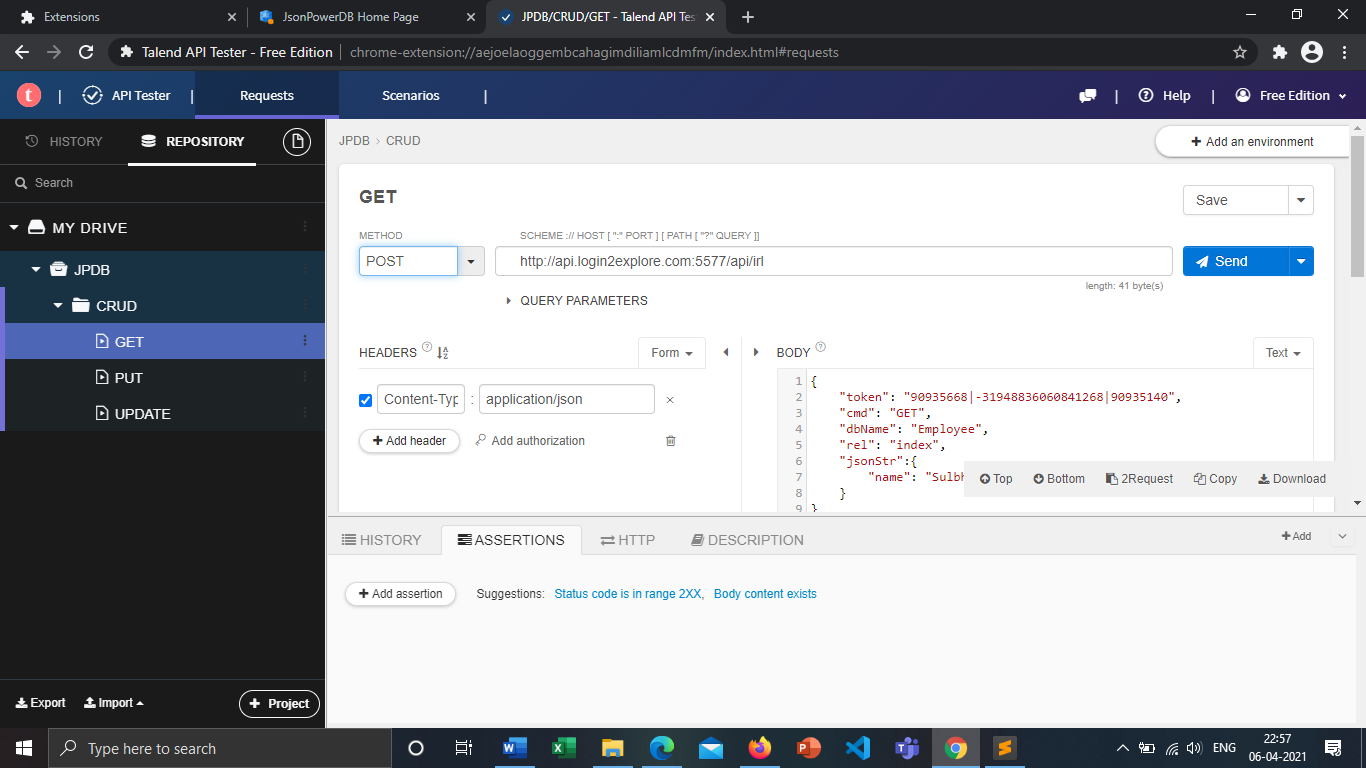 Extensions
JsonPowerDB Home Page
JPDB/CRUD/GET - Talend API Tes
Talend API Tester - Free Edition
chrome-extension://aejoelaoggembcahagimdiliamlcdmfm/index.html#requests
t | API Tester | Requests Scenarios | | Help | Free Edition
HISTORY REPOSITORY
Search
MY DRIVE
JPDB
CRUD
GET
PUT
UPDATE
Export Import + Project
JPDB › CRUD
+ Add an environment
GET
Save
METHOD SCHEME :// HOST [ ":" PORT ] [ PATH [ "?" QUERY ]]
POST http://api.login2explore.com:5577/api/irl Send
length: 41 byte(s)
QUERY PARAMETERS
HEADERS ? Form
Content-Typ : application/json ×
+ Add header Add authorization
BODY ? Text
1 {
2 "token": "90935668|-31948836060841268|90935140",
3 "cmd": "GET",
4 "dbName": "Employee",
5 "rel": "index",
6 "jsonStr":{
7 "name": "Sulbh
8 }
9 }
Top Bottom 2Request Copy Download
HISTORY ASSERTIONS HTTP DESCRIPTION + Add
+ Add assertion Suggestions: Status code is in range 2XX, Body content exists
Type here to search
ENG
22:57
06-04-2021